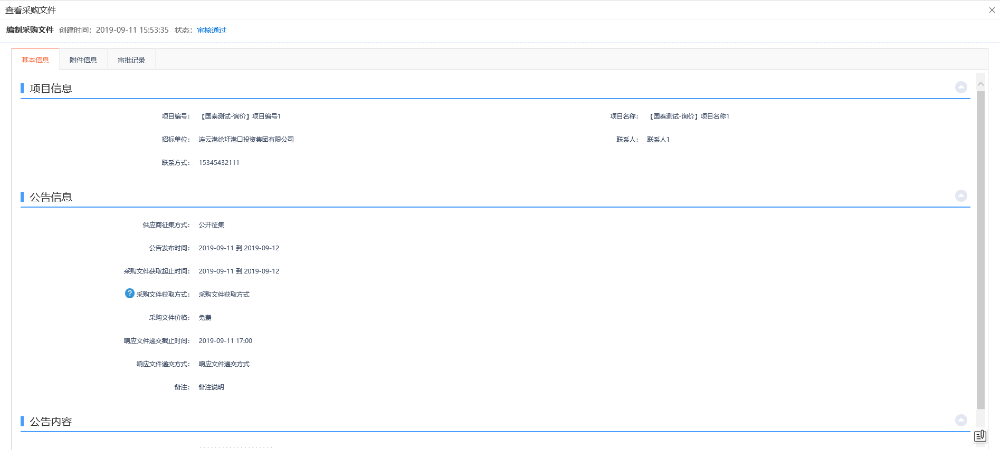 查看采购文件
编制采购文件 创建时间：2019-09-11 15:53:35 状态：审核通过
基本信息 附件信息 审批记录
项目信息
项目编号： 【国泰测试-询价】项目编号1 项目名称： 【国泰测试-询价】项目名称1
招标单位： 连云港徐圩港口投资集团有限公司 联系人： 联系人1
联系方式： 15345432111
公告信息
供应商征集方式： 公开征集
公告发布时间： 2019-09-11 到 2019-09-12
采购文件获取起止时间： 2019-09-11 到 2019-09-12
? 采购文件获取方式： 采购文件获取方式
采购文件价格： 免费
响应文件递交截止时间： 2019-09-11 17:00
响应文件递交方式： 响应文件递交方式
备注： 备注说明
公告内容